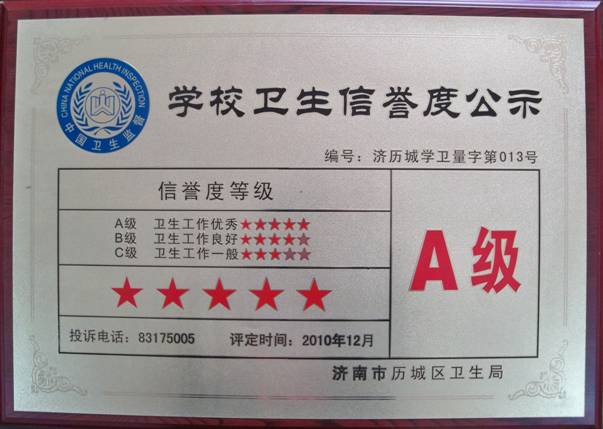 学校卫生信誉度公示
CHINA NATIONAL HEALTH INSPECTION
中国卫生监督
编号：济历城学卫量字第013号
信誉度等级
A级 卫生工作优秀★★★★★
B级 卫生工作良好★★★★★
C级 卫生工作一般★★★★★
★★★★★
A级
投诉电话：83175005 评定时间：2010年12月
济南市历城区卫生局